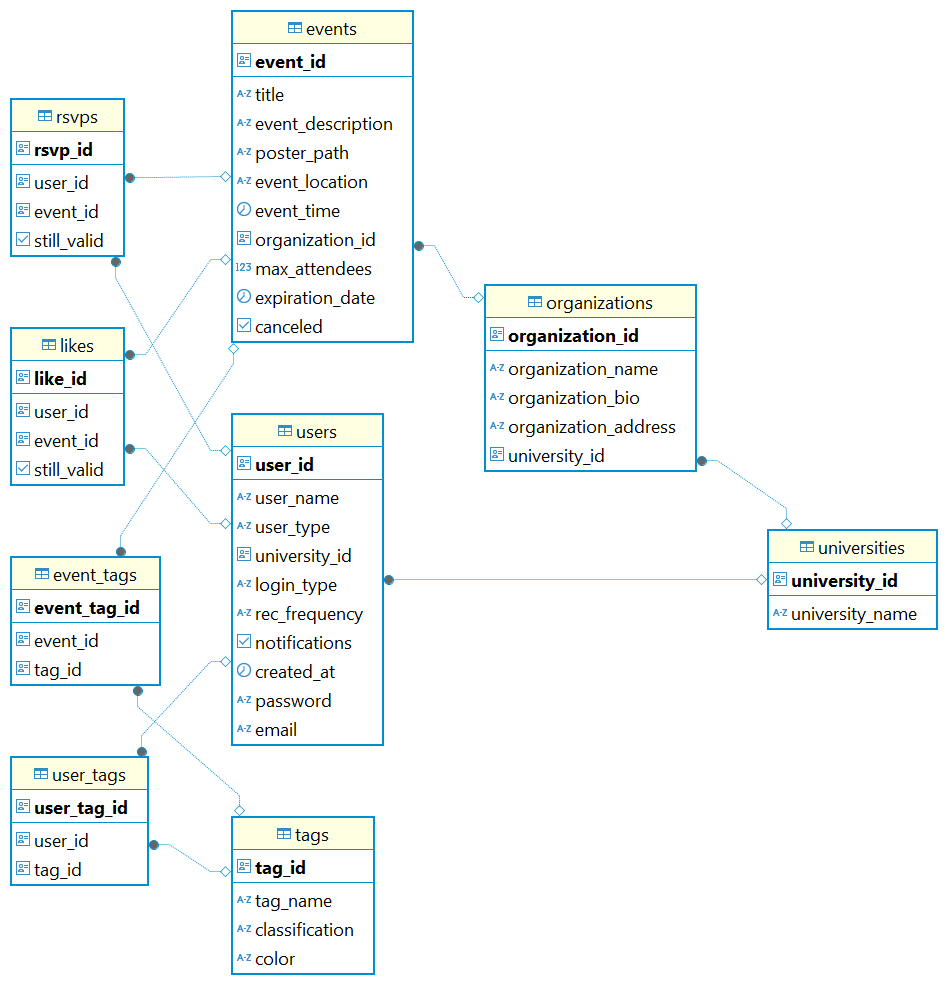 events
event_id
A-Z title
A-Z event_description
A-Z poster_path
A-Z event_location
event_time
organization_id
123 max_attendees
expiration_date
canceled
rsvps
rsvp_id
user_id
event_id
still_valid
organizations
organization_id
A-Z organization_name
A-Z organization_bio
A-Z organization_address
university_id
likes
like_id
user_id
event_id
still_valid
users
user_id
A-Z user_name
A-Z user_type
university_id
A-Z login_type
A-Z rec_frequency
notifications
created_at
A-Z password
A-Z email
universities
university_id
A-Z university_name
event_tags
event_tag_id
event_id
tag_id
user_tags
user_tag_id
user_id
tag_id
tags
tag_id
A-Z tag_name
A-Z classification
A-Z color